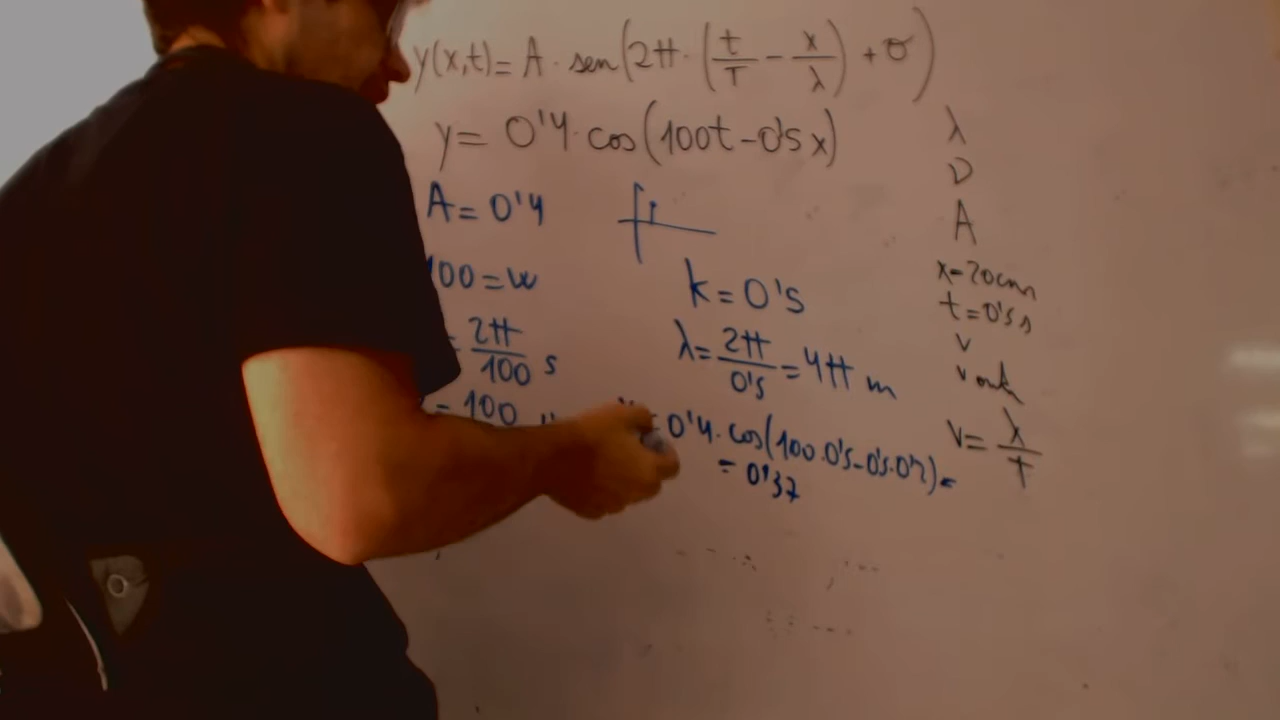 y(x,t)= A · sen(2π·(t/T − x/λ) + σ)
y= 0'4·cos(100t−0's x)
λ
ν
A
x=20cm
t=0's s
v
v onda
v= λ/T
A=0'4
100=w
= 2π/100 s
= 100
k=0's
λ= 2π/0's =4π m
= 0'4·cos(100·0's−0's·0'2)=
= 0'37